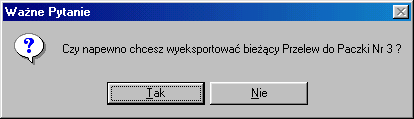 Ważne Pytanie
Czy napewno chcesz wyeksportować bieżący Przelew do Paczki Nr 3 ?
Tak
Nie